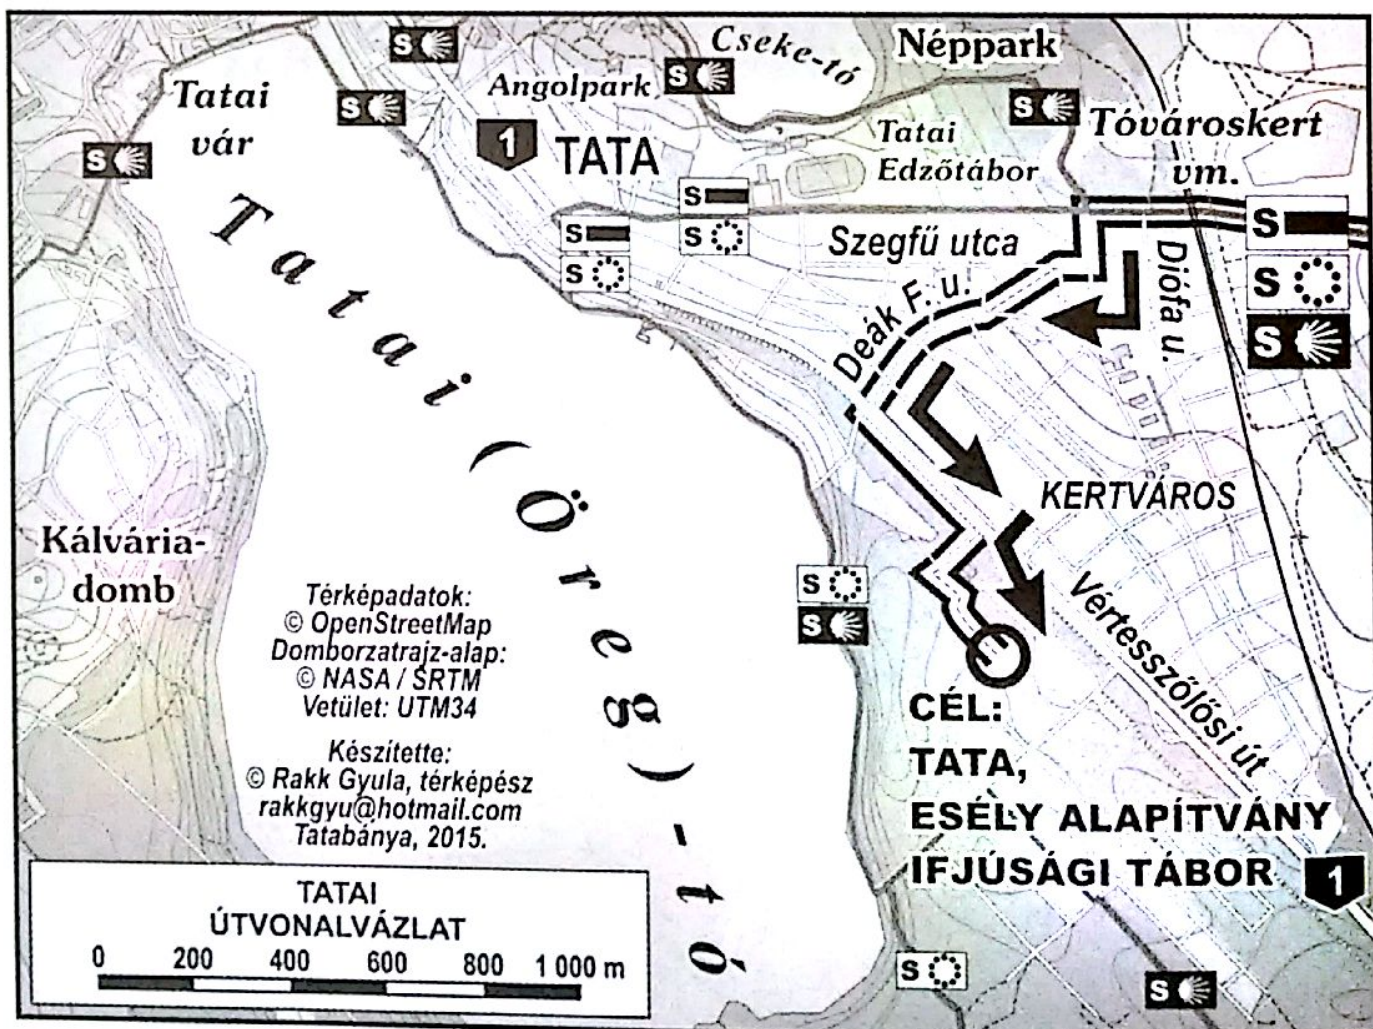 S
Cseke-tó
Néppark
Tatai
vár
S
Angolpark
S
S
Tóvároskert
vm.
1
TATA
Tatai
Edzőtábor
S
S
S
S
S
Szegfű utca
S
S
S
Deák F. u.
Diófa u.
Tatai (Öreg)-tó
KERTVÁROS
Kálvária-
domb
Térképadatok:
© OpenStreetMap
Domborzatrajz-alap:
© NASA / SRTM
Vetület: UTM34
Készítette:
© Rakk Gyula, térképész
rakkgyu@hotmail.com
Tatabánya, 2015.
S
S
Vértesszőlősi út
CÉL:
TATA,
ESÉLY ALAPÍTVÁNY
IFJÚSÁGI TÁBOR
1
TATAI
ÚTVONALVÁZLAT
0 200 400 600 800 1 000 m
S
S